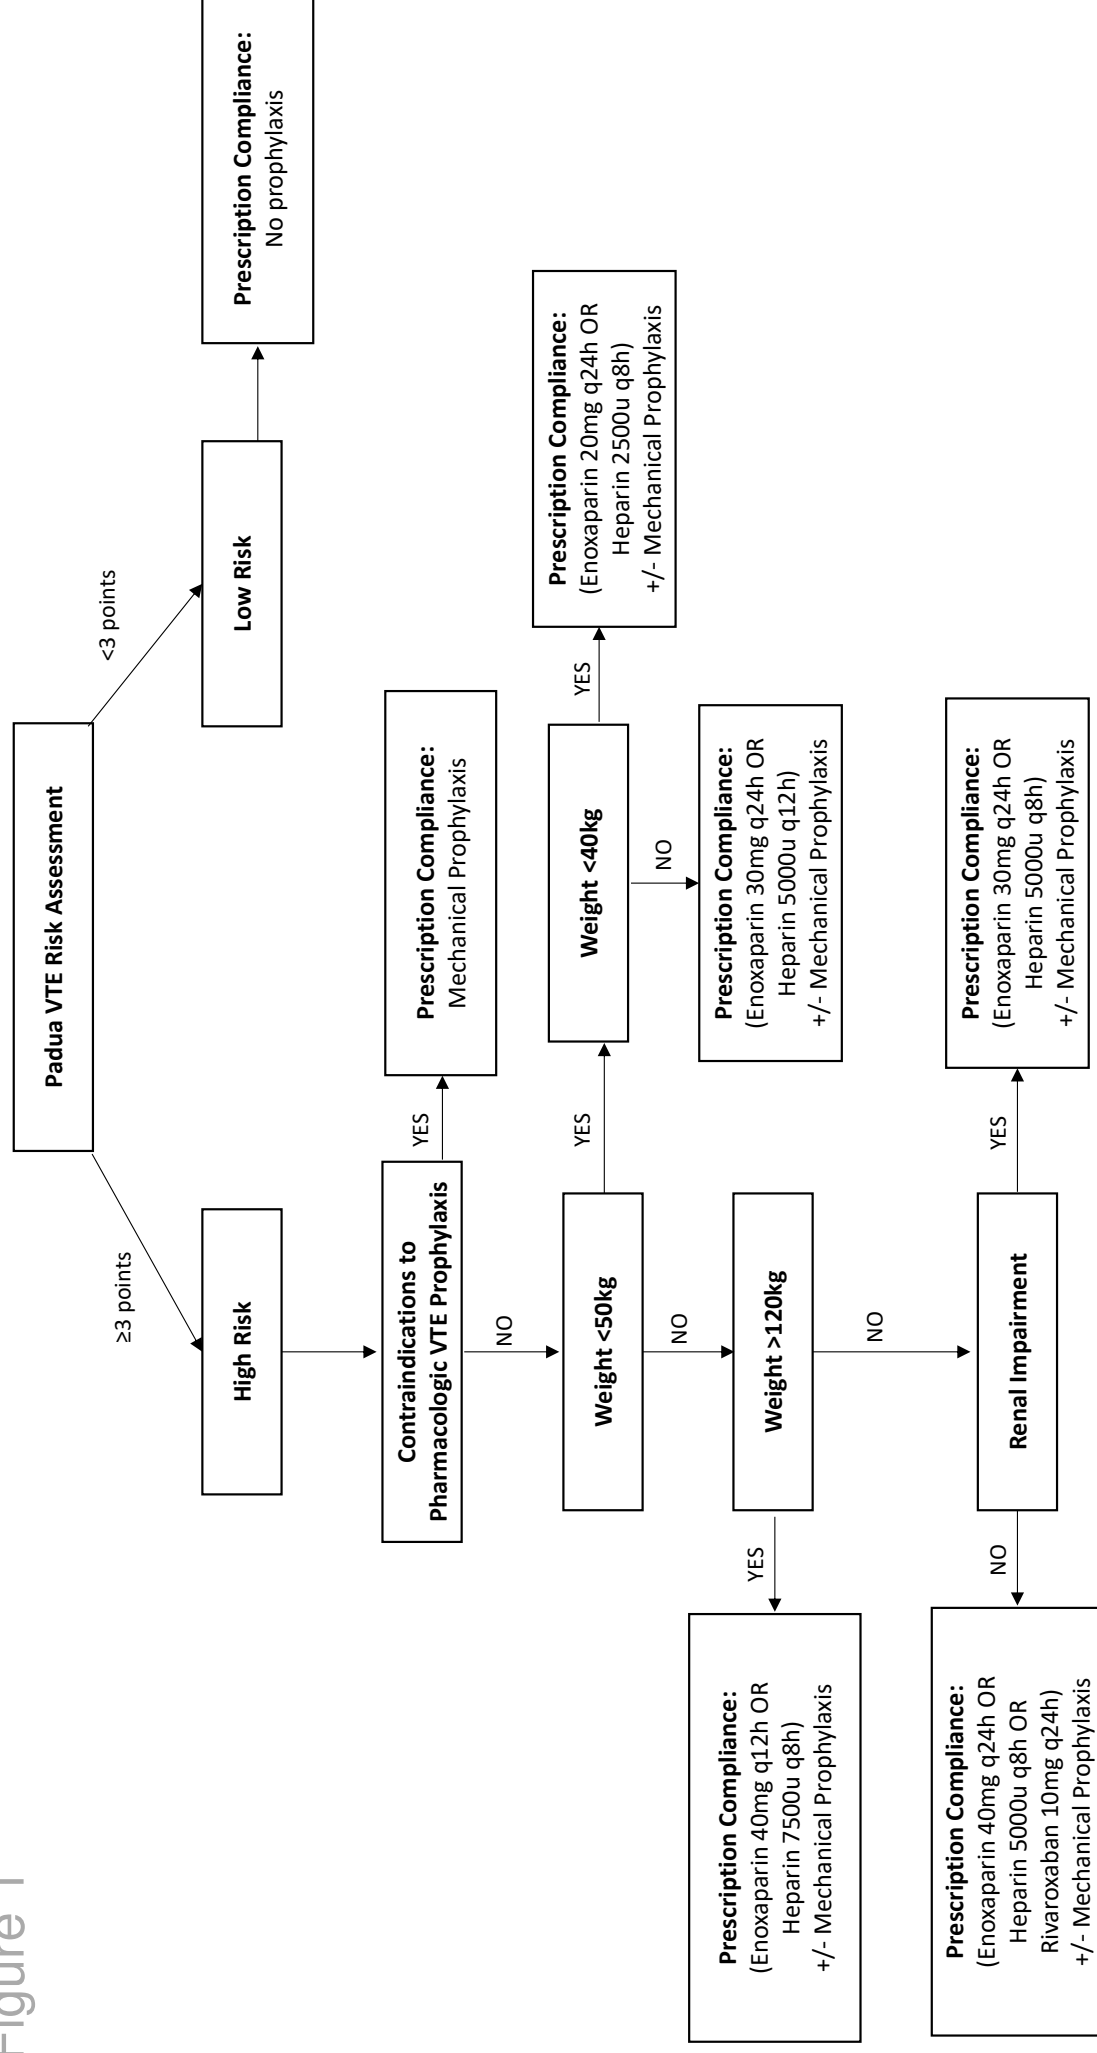 Figure 1
Padua VTE Risk Assessment
≥3 points
<3 points
High Risk
Low Risk
Prescription Compliance:
No prophylaxis
Contraindications to
Pharmacologic VTE Prophylaxis
YES
Prescription Compliance:
Mechanical Prophylaxis
NO
Weight <50kg
YES
Weight <40kg
YES
Prescription Compliance:
(Enoxaparin 20mg q24h OR
Heparin 2500u q8h)
+/- Mechanical Prophylaxis
NO
Prescription Compliance:
(Enoxaparin 30mg q24h OR
Heparin 5000u q12h)
+/- Mechanical Prophylaxis
NO
Weight >120kg
YES
Prescription Compliance:
(Enoxaparin 40mg q12h OR
Heparin 7500u q8h)
+/- Mechanical Prophylaxis
NO
Renal Impairment
YES
Prescription Compliance:
(Enoxaparin 30mg q24h OR
Heparin 5000u q8h)
+/- Mechanical Prophylaxis
NO
Prescription Compliance:
(Enoxaparin 40mg q24h OR
Heparin 5000u q8h OR
Rivaroxaban 10mg q24h)
+/- Mechanical Prophylaxis